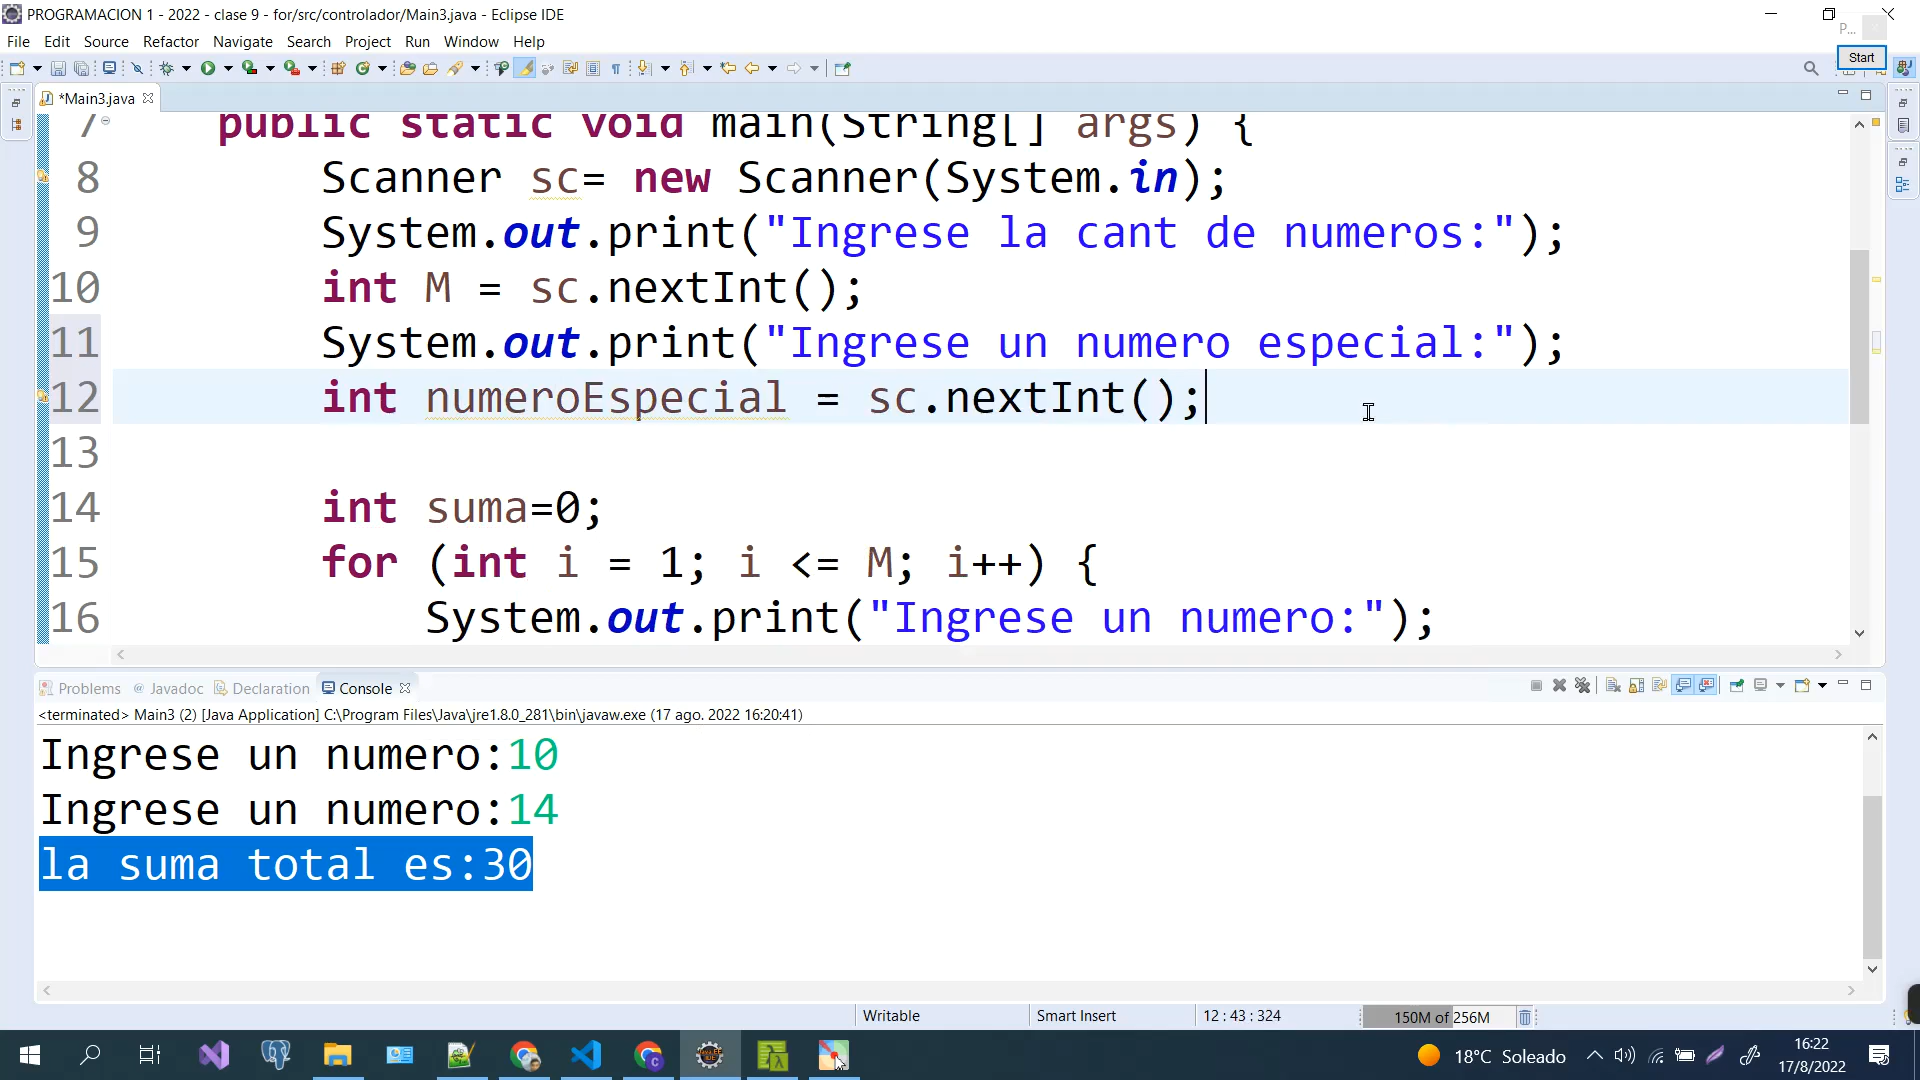 PROGRAMACION 1 - 2022 - clase 9 - for/src/controlador/Main3.java - Eclipse IDE
P...
File Edit Source Refactor Navigate Search Project Run Window Help
Start
*Main3.java
7 public static void main(String[] args) {
8 Scanner sc= new Scanner(System.in);
9 System.out.print("Ingrese la cant de numeros:");
10 int M = sc.nextInt();
11 System.out.print("Ingrese un numero especial:");
12 int numeroEspecial = sc.nextInt();
13
14 int suma=0;
15 for (int i = 1; i <= M; i++) {
16 System.out.print("Ingrese un numero:");
Problems @ Javadoc Declaration Console
<terminated> Main3 (2) [Java Application] C:\Program Files\Java\jre1.8.0_281\bin\javaw.exe (17 ago. 2022 16:20:41)
Ingrese un numero:10
Ingrese un numero:14
la suma total es:30
Writable Smart Insert 12 : 43 : 324 150M of 256M
18°C Soleado 16:22
17/8/2022